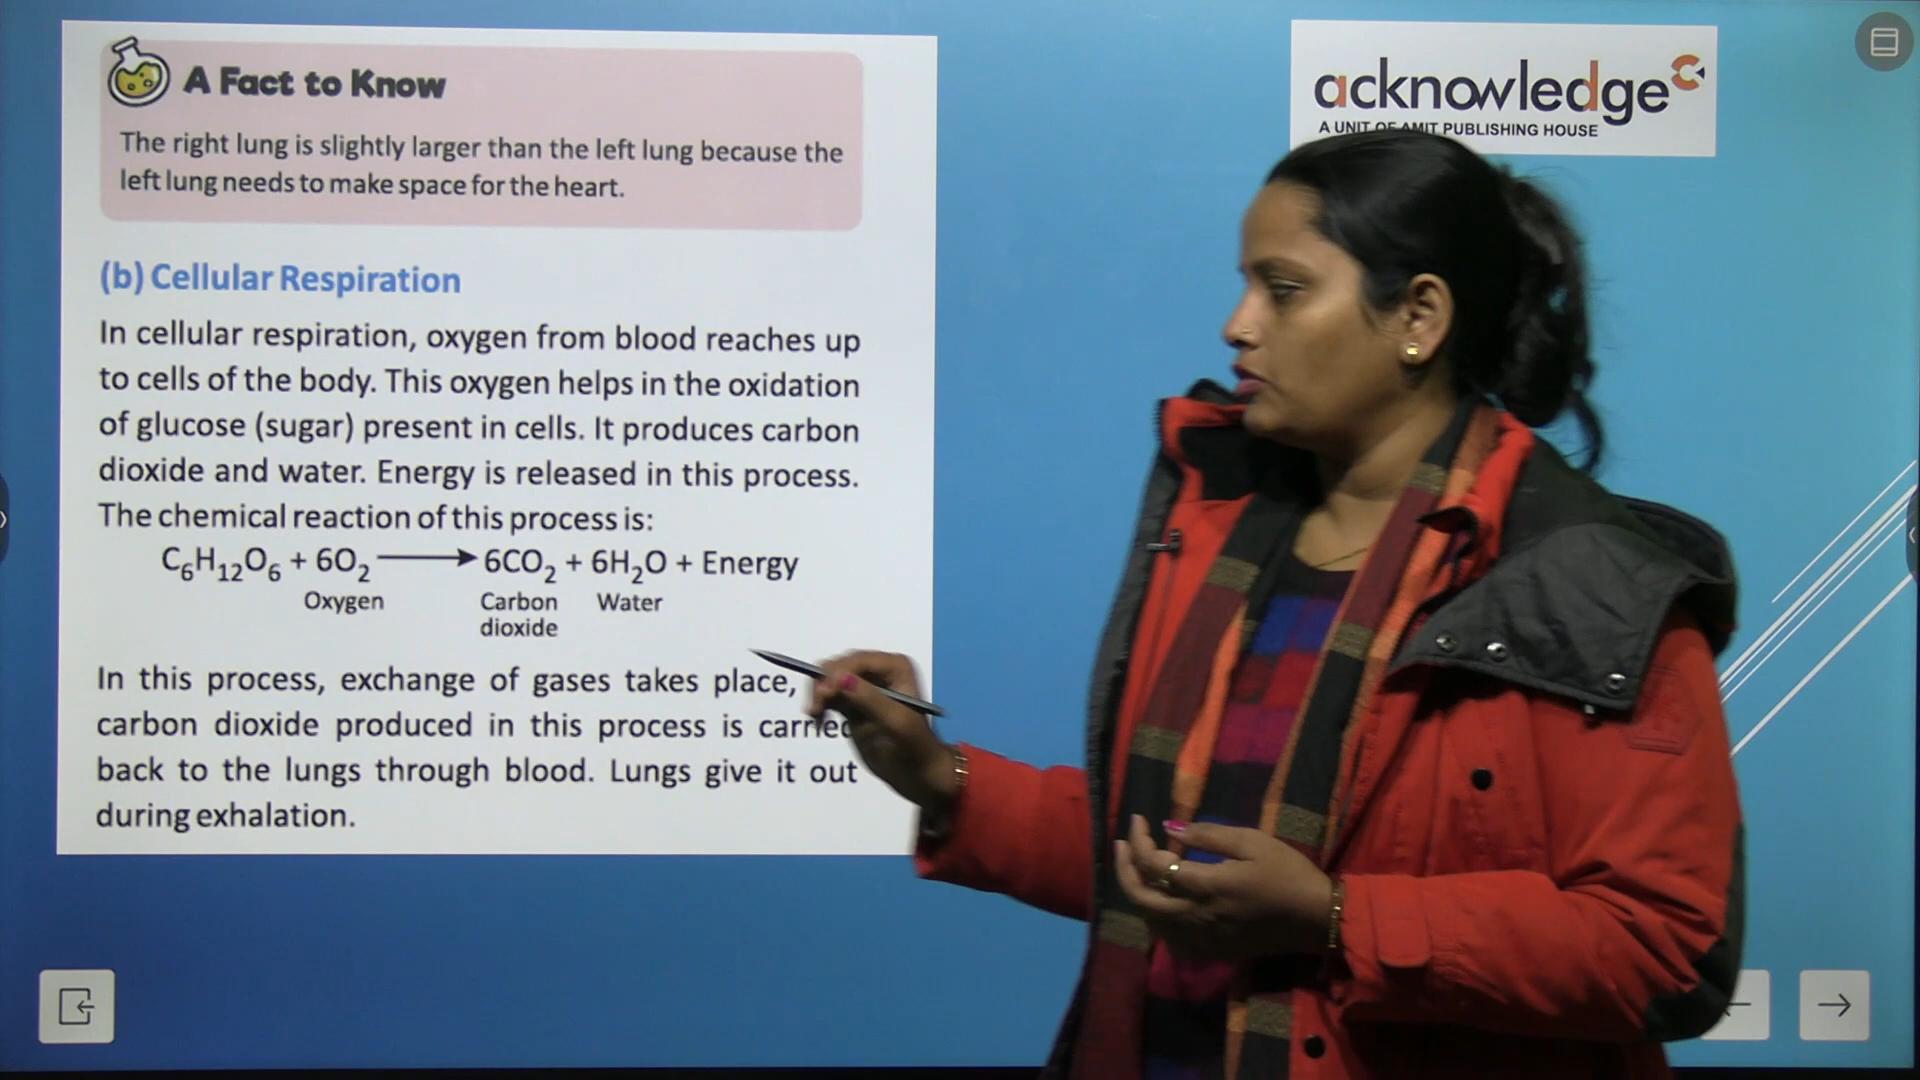 A Fact to Know
The right lung is slightly larger than the left lung because the
left lung needs to make space for the heart.
(b) Cellular Respiration
In cellular respiration, oxygen from blood reaches up
to cells of the body. This oxygen helps in the oxidation
of glucose (sugar) present in cells. It produces carbon
dioxide and water. Energy is released in this process.
The chemical reaction of this process is:
C₆H₁₂O₆ + 6O₂ ⟶ 6CO₂ + 6H₂O + Energy
Oxygen Carbon Water
dioxide
In this process, exchange of gases takes place,
carbon dioxide produced in this process is carried
back to the lungs through blood. Lungs give it out
during exhalation.
acknowledge
A UNIT OF AMIT PUBLISHING HOUSE